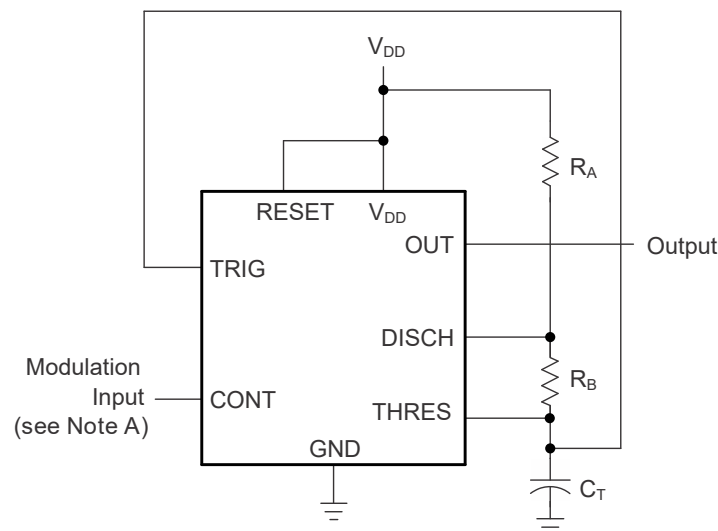 V_DD
R_A
RESET
V_DD
OUT
Output
TRIG
DISCH
R_B
Modulation
Input
(see Note A)
CONT
THRES
GND
C_T